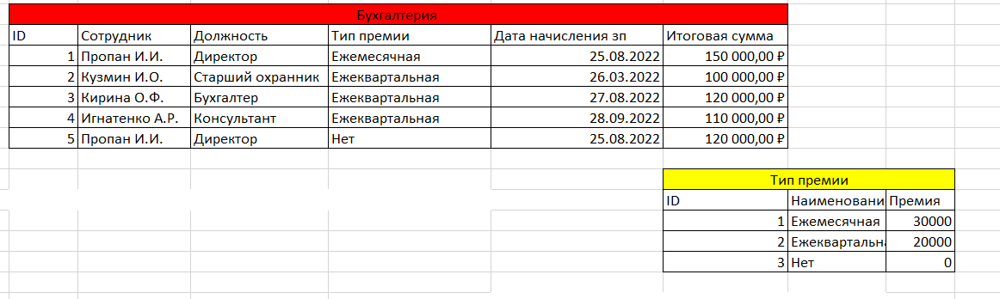 Бухгалтерия
ID Сотрудник Должность Тип премии Дата начисления зп Итоговая сумма
1 Пропан И.И. Директор Ежемесячная 25.08.2022 150 000,00 ₽
2 Кузмин И.О. Старший охранник Ежеквартальная 26.03.2022 100 000,00 ₽
3 Кирина О.Ф. Бухгалтер Ежеквартальная 27.08.2022 120 000,00 ₽
4 Игнатенко А.Р. Консультант Ежеквартальная 28.09.2022 110 000,00 ₽
5 Пропан И.И. Директор Нет 25.08.2022 120 000,00 ₽
Тип премии
ID Наименовани Премия
1 Ежемесячная 30000
2 Ежеквартальна 20000
3 Нет 0